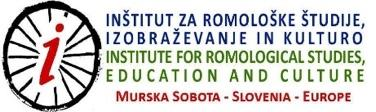 i
INŠTITUT ZA ROMOLOŠKE ŠTUDIJE,
IZOBRAŽEVANJE IN KULTURO
INSTITUTE FOR ROMOLOGICAL STUDIES,
EDUCATION AND CULTURE
MURSKA SOBOTA - SLOVENIA - EUROPE